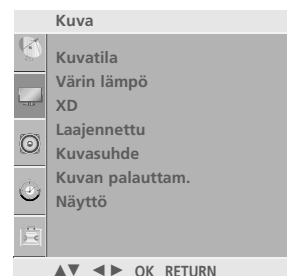 Kuva
Kuvatila
Värin lämpö
XD
Laajennettu
Kuvasuhde
Kuvan palauttam.
Näyttö
▲▼ ◄► OK RETURN